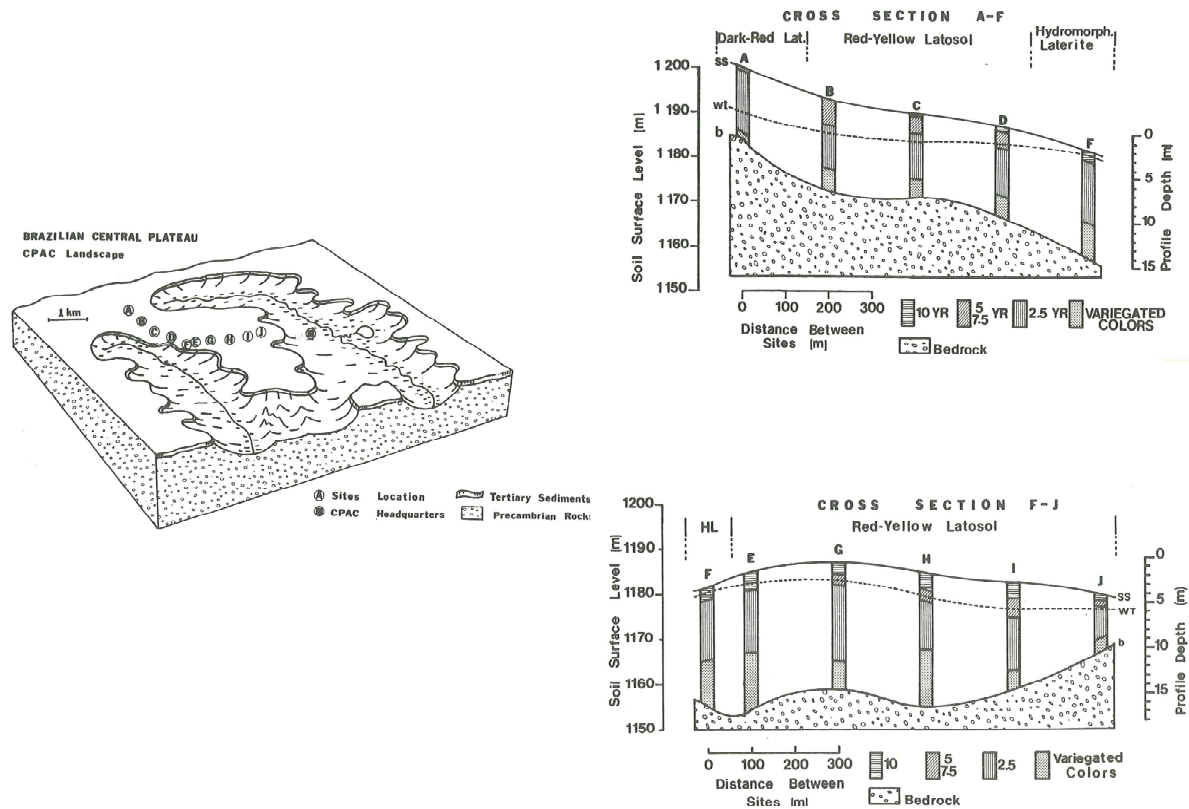 BRAZILIAN CENTRAL PLATEAU
CPAC Landscape
1 km
A
B
C
D
F
E
G
H
I
J
Ⓐ Sites Location
CPAC Headquarters
Tertiary Sediments
Precambrian Rock
CROSS SECTION A-F
Dark-Red Lat.
Red-Yellow Latosol
Hydromorph.
Laterite
Soil Surface Level [m]
1 200
1 190
1 180
1 170
1160
1 150
ss
wt
b
A
B
C
D
F
0
5
10
15
Profile Depth [m]
0 100 200 300
Distance Between
Sites [m]
10 YR
5
7.5 YR
2.5 YR
VARIEGATED
COLORS
Bedrock
CROSS SECTION F-J
HL
Red-Yellow Latosol
Soil Surface Level [m]
1200
1190
1180
1170
1160
1150
F
E
G
H
I
J
SS
WT
b
0
5
10
15
Profile Depth (m)
0 100 200 300
Distance Between
Sites [m]
10
5
7.5
2.5
Variegated
Colors
Bedrock